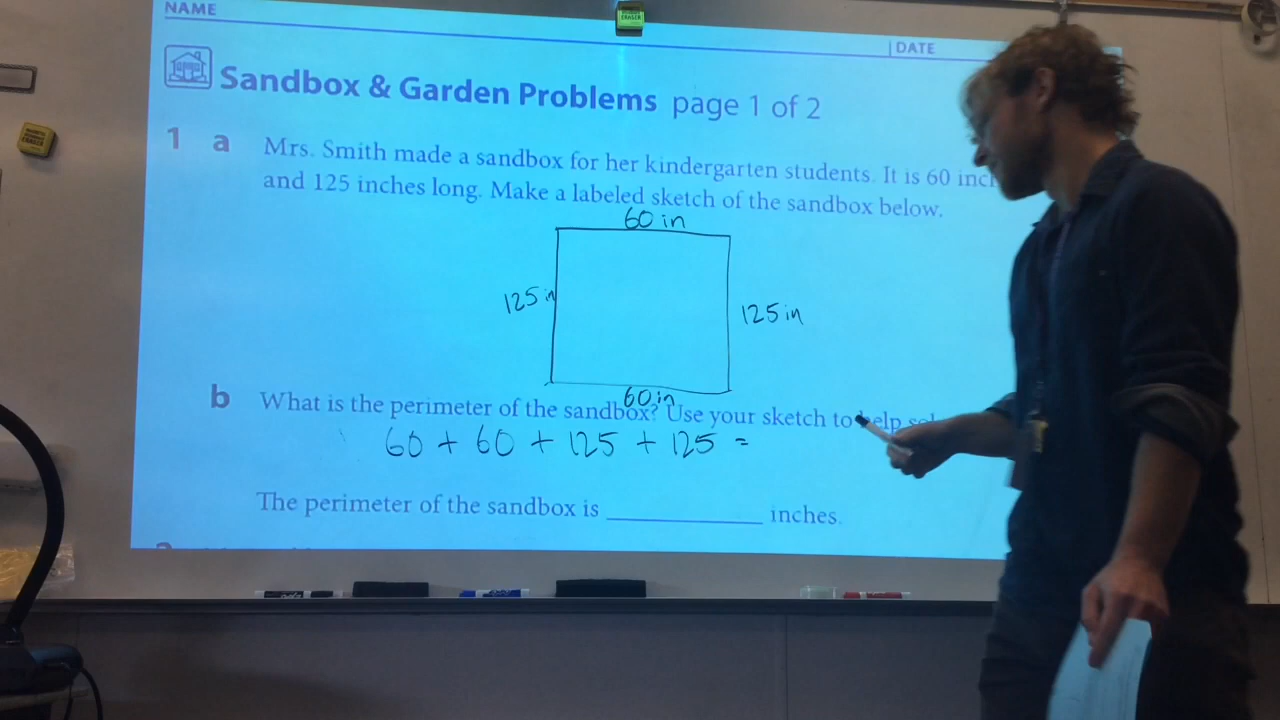 NAME
DATE
Sandbox & Garden Problems page 1 of 2
1 a Mrs. Smith made a sandbox for her kindergarten students. It is 60
and 125 inches long. Make a labeled sketch of the sandbox below.
60 in
125 in
125 in
60 in
b What is the perimeter of the sandbox? Use your sketch to help
60 + 60 + 125 + 125 =
The perimeter of the sandbox is ____________ inches.